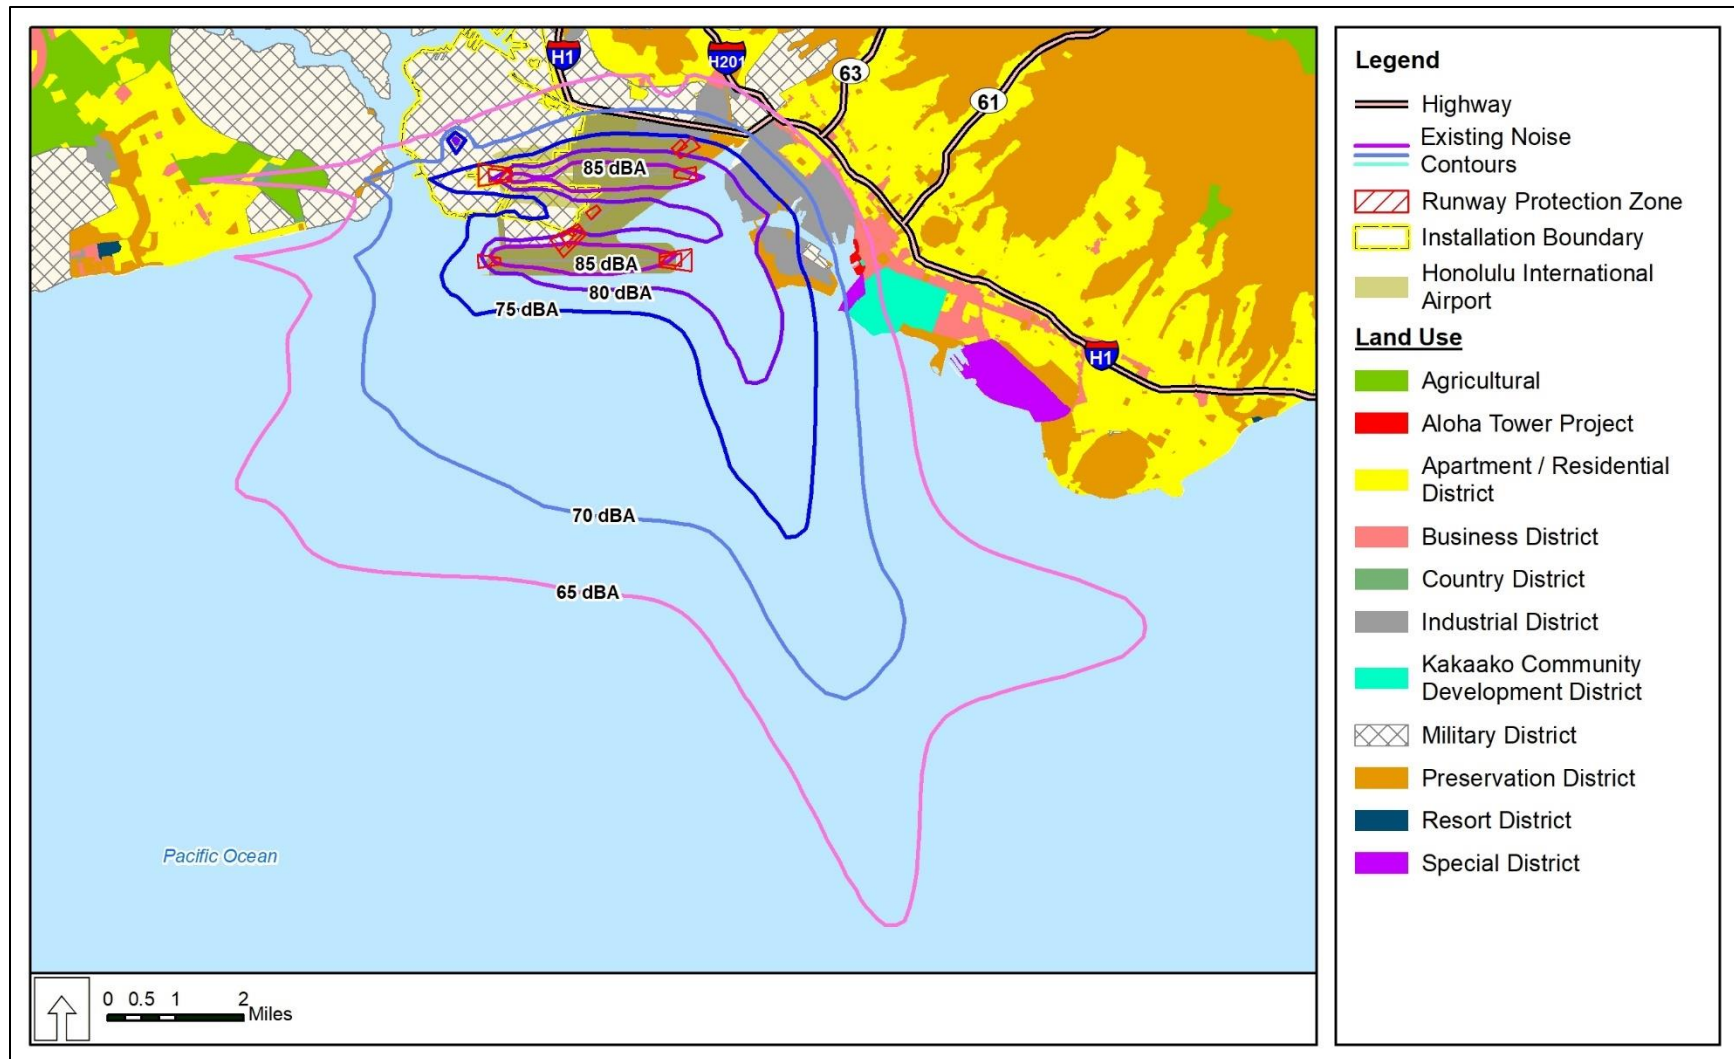 H1
H201
63
61
85 dBA
85 dBA
80 dBA
75 dBA
H1
70 dBA
65 dBA
Pacific Ocean
0 0.5 1 2
Miles
Legend
Highway
Existing Noise
Contours
Runway Protection Zone
Installation Boundary
Honolulu International
Airport
Land Use
Agricultural
Aloha Tower Project
Apartment / Residential
District
Business District
Country District
Industrial District
Kakaako Community
Development District
Military District
Preservation District
Resort District
Special District